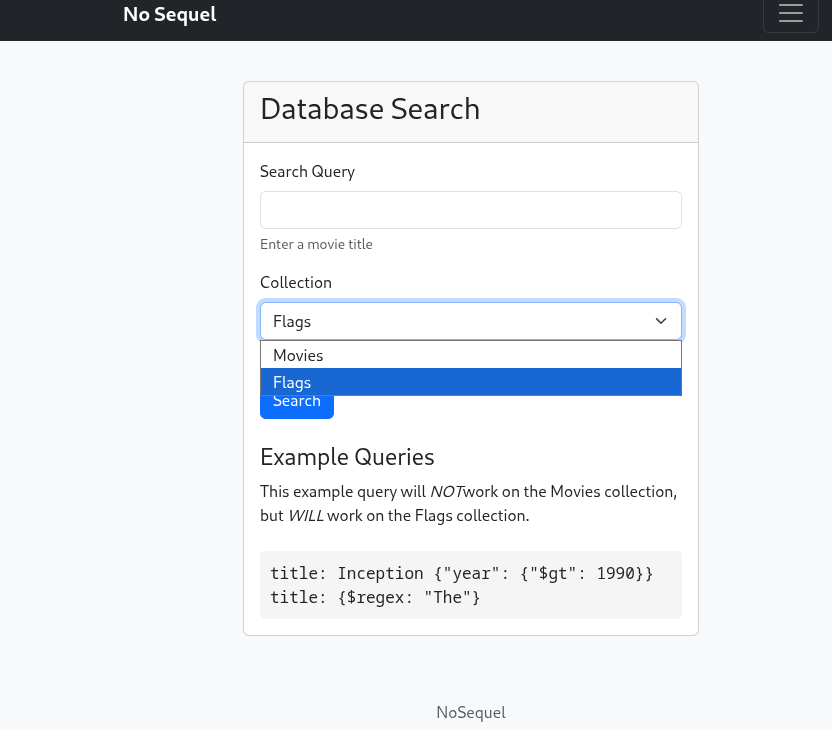 No Sequel
Database Search
Search Query
Enter a movie title
Collection
Flags
Movies
Flags
Search
Example Queries
This example query will NOT work on the Movies collection,
but WILL work on the Flags collection.
title: Inception {"year": {"$gt": 1990}}
title: {$regex: "The"}
NoSequel